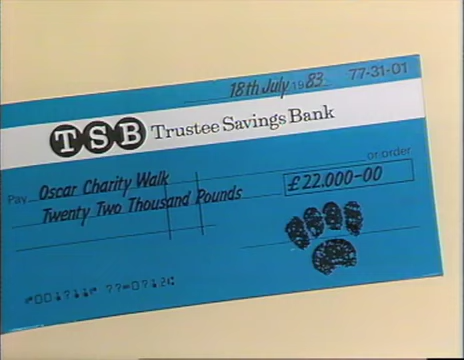 18th July 1983 77-31-01
TSB Trustee Savings Bank
or order
Pay Oscar Charity Walk
Twenty Two Thousand Pounds
£22.000-00